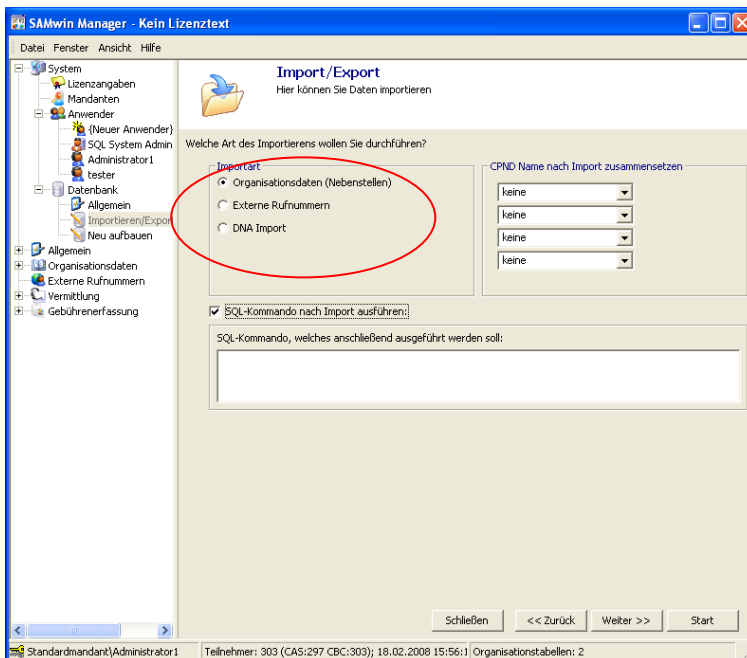 SAMwin Manager - Kein Lizenztext
Datei Fenster Ansicht Hilfe
System
Lizenzangaben
Mandanten
Anwender
{Neuer Anwender}
SQL System Admin
Administrator1
tester
Datenbank
Allgemein
Importieren/Expor
Neu aufbauen
Allgemein
Organisationsdaten
Externe Rufnummern
Vermittlung
Gebührenerfassung
Import/Export
Hier können Sie Daten importieren
Welche Art des Importierens wollen Sie durchführen?
Importart
Organisationsdaten (Nebenstellen)
Externe Rufnummern
DNA Import
CPND Name nach Import zusammensetzen
keine
keine
keine
keine
SQL-Kommando nach Import ausführen:
SQL-Kommando, welches anschließend ausgeführt werden soll:
Schließen
<< Zurück
Weiter >>
Start
Standardmandant\Administrator1
Teilnehmer: 303 (CAS:297 CBC:303); 18.02.2008 15:56:1
Organisationstabellen: 2